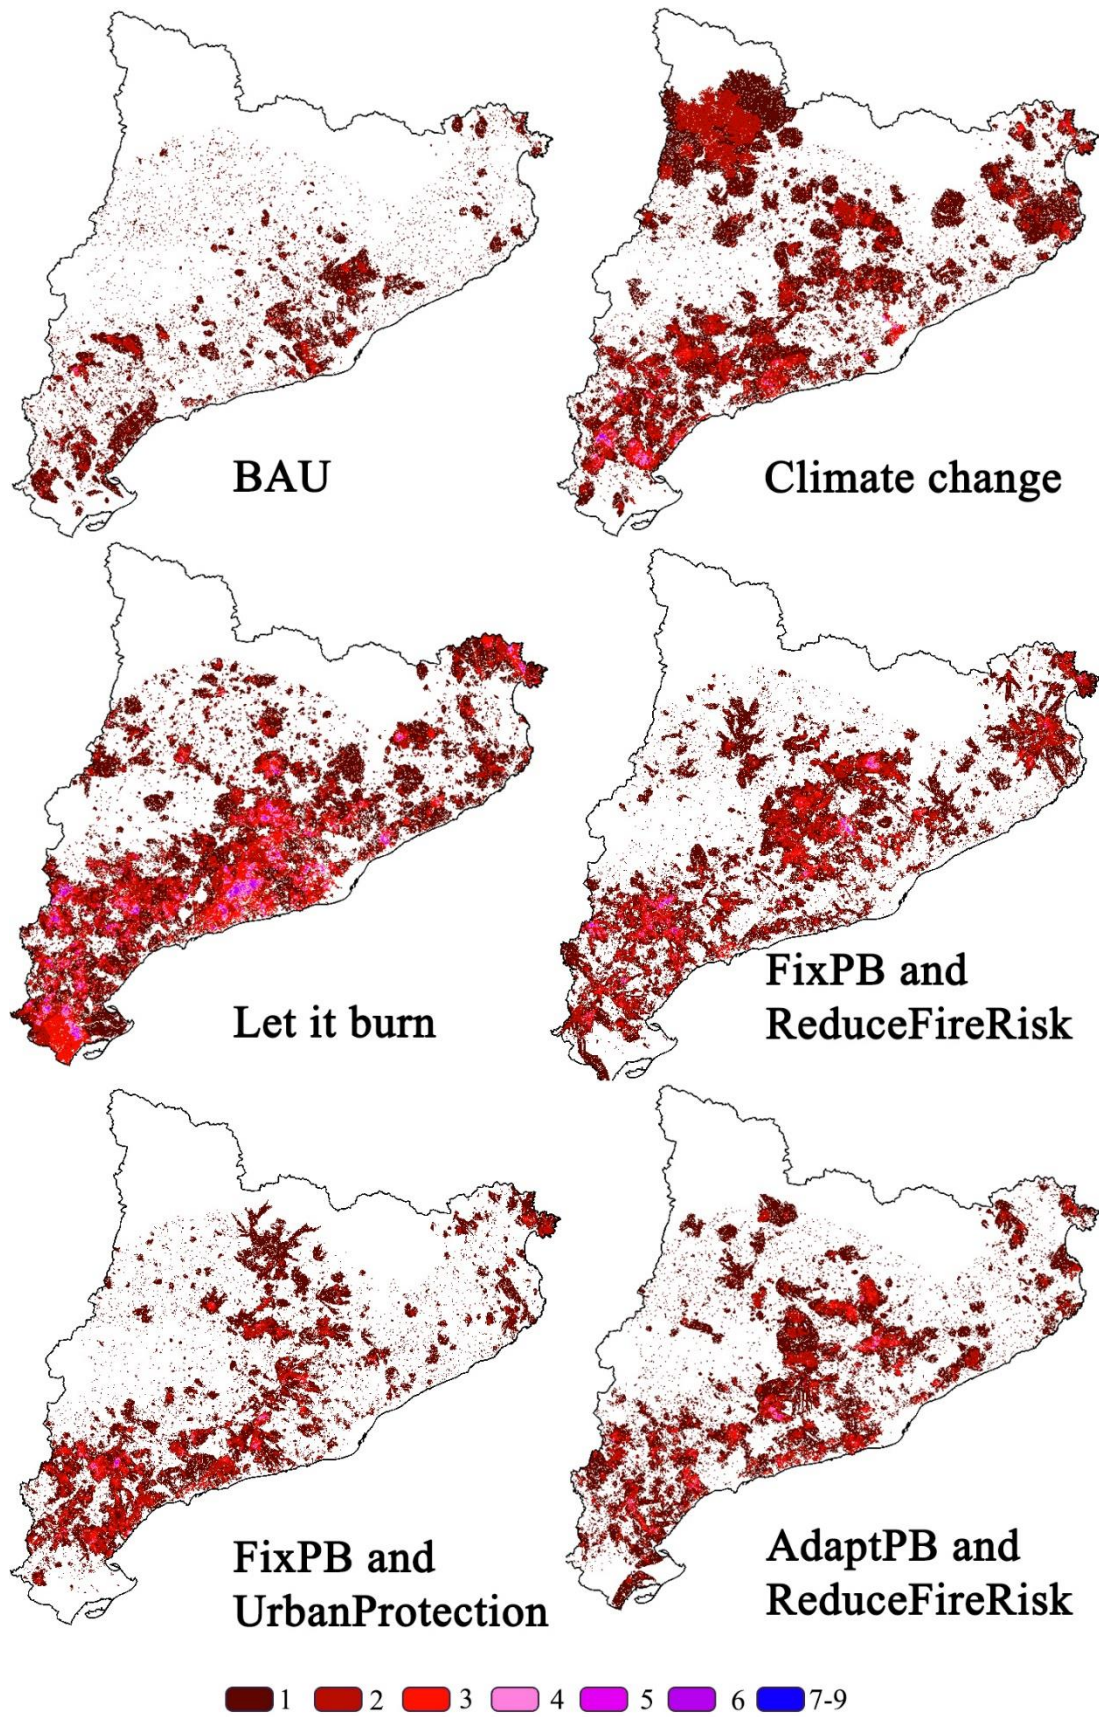 BAU
Climate change
Let it burn
FixPB and
ReduceFireRisk
FixPB and
UrbanProtection
AdaptPB and
ReduceFireRisk
1 2 3 4 5 6 7-9